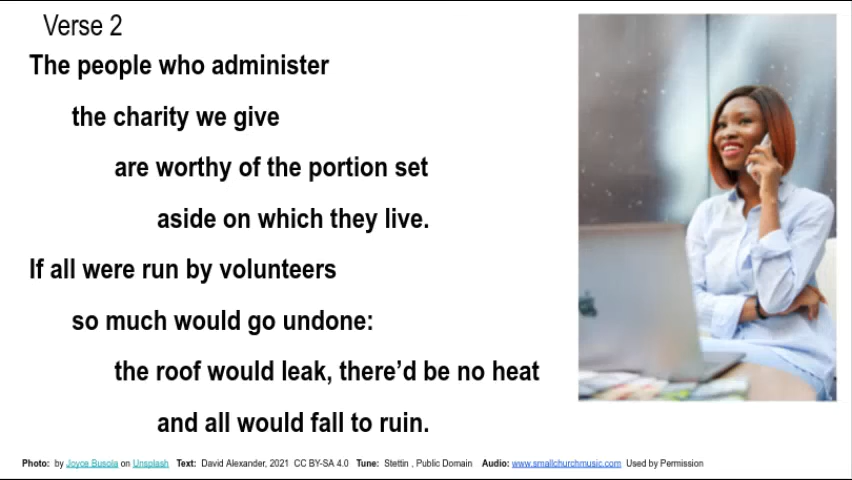 Verse 2
The people who administer
the charity we give
are worthy of the portion set
aside on which they live.
If all were run by volunteers
so much would go undone:
the roof would leak, there’d be no heat
and all would fall to ruin.
Photo: by Joyce Busola on Unsplash Text: David Alexander, 2021 CC BY-SA 4.0 Tune: Stettin , Public Domain Audio: www.smallchurchmusic.com Used by Permission